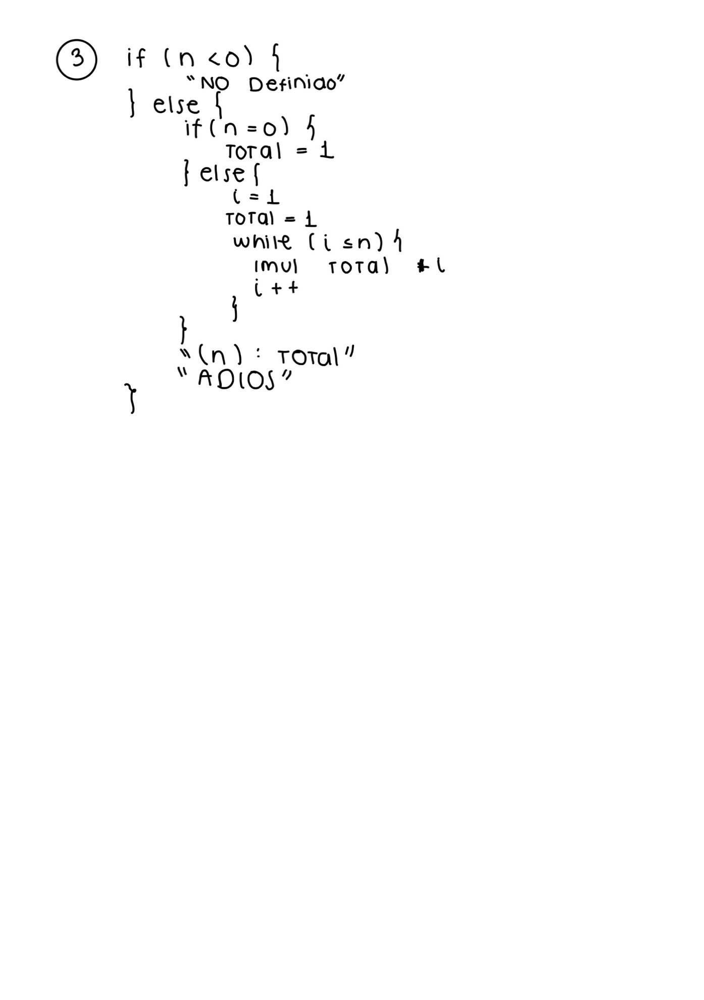 3 if (n < 0) {
"NO Definido"
} else {
if (n = 0) {
TOTal = 1
} else {
i = 1
TOTal = 1
while (i ≤ n) {
imul TOTal * i
i ++
}
}
"(n) : TOTal"
"ADIOS"
}